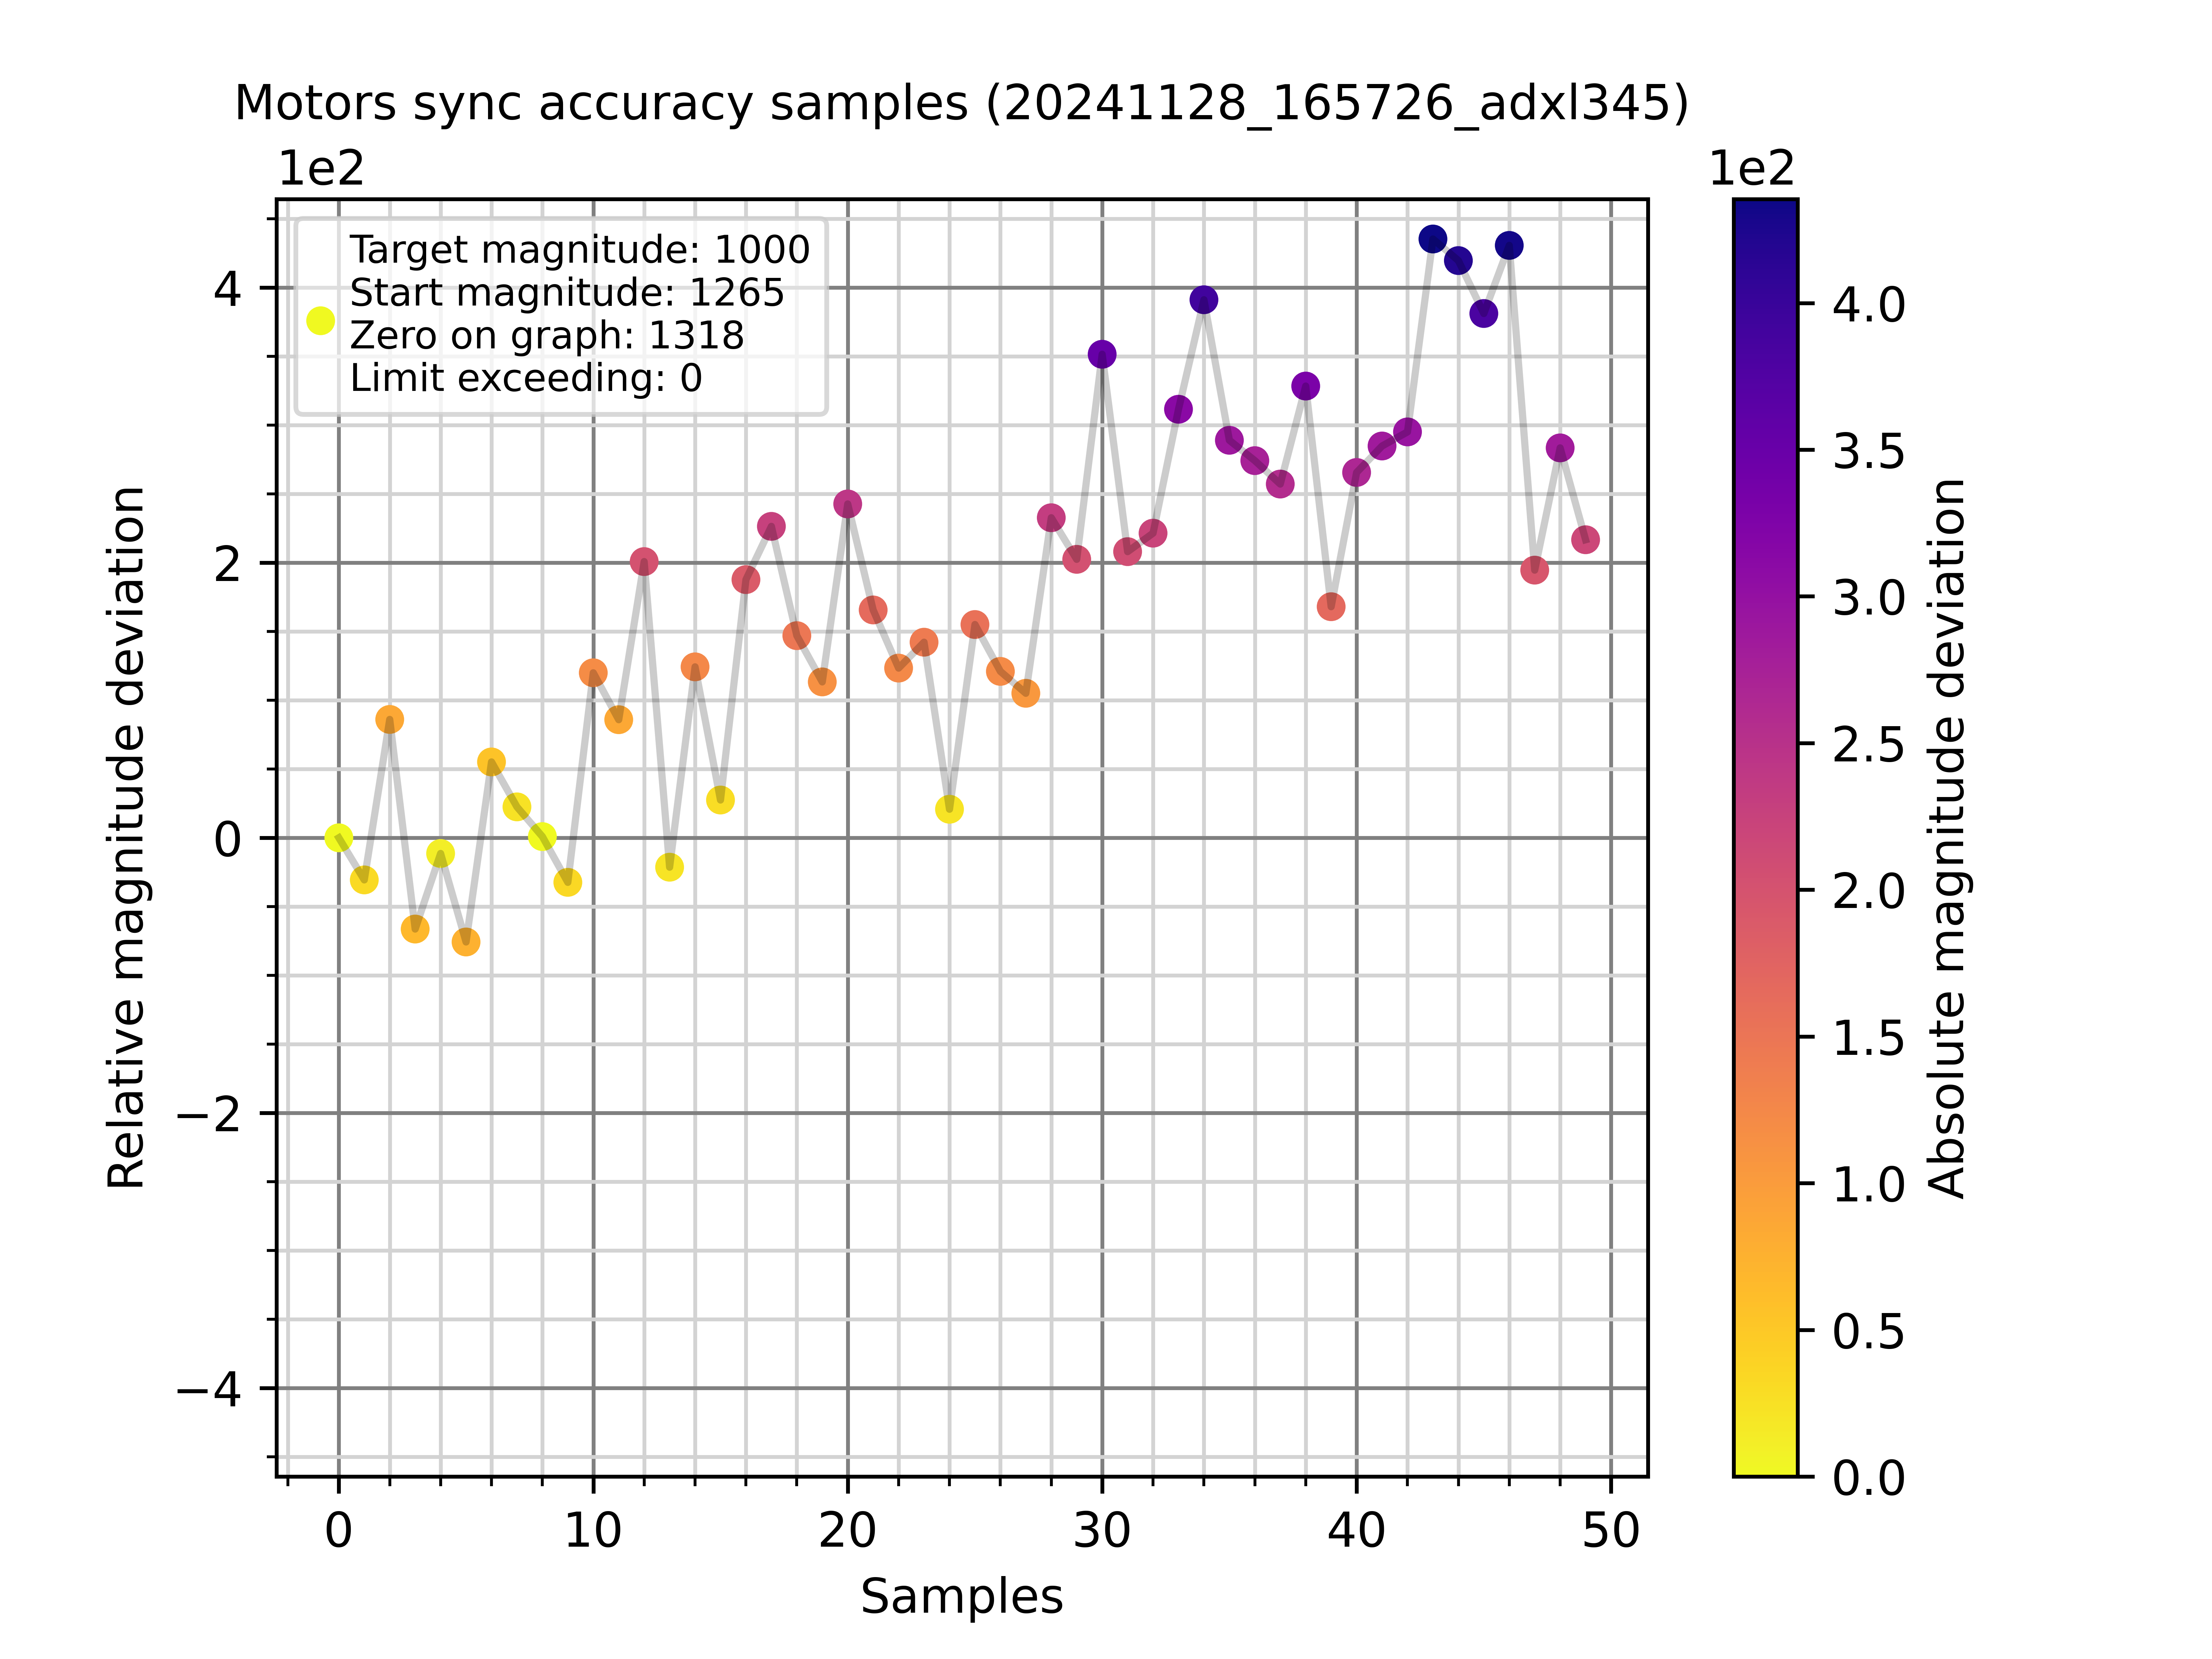 Motors sync accuracy samples (20241128_165726_adxl345)
1e2
1e2
Target magnitude: 1000
Start magnitude: 1265
Zero on graph: 1318
Limit exceeding: 0
Relative magnitude deviation
4
2
0
−2
−4
0 10 20 30 40 50
Samples
4.0
3.5
3.0
2.5
2.0
1.5
1.0
0.5
0.0
Absolute magnitude deviation